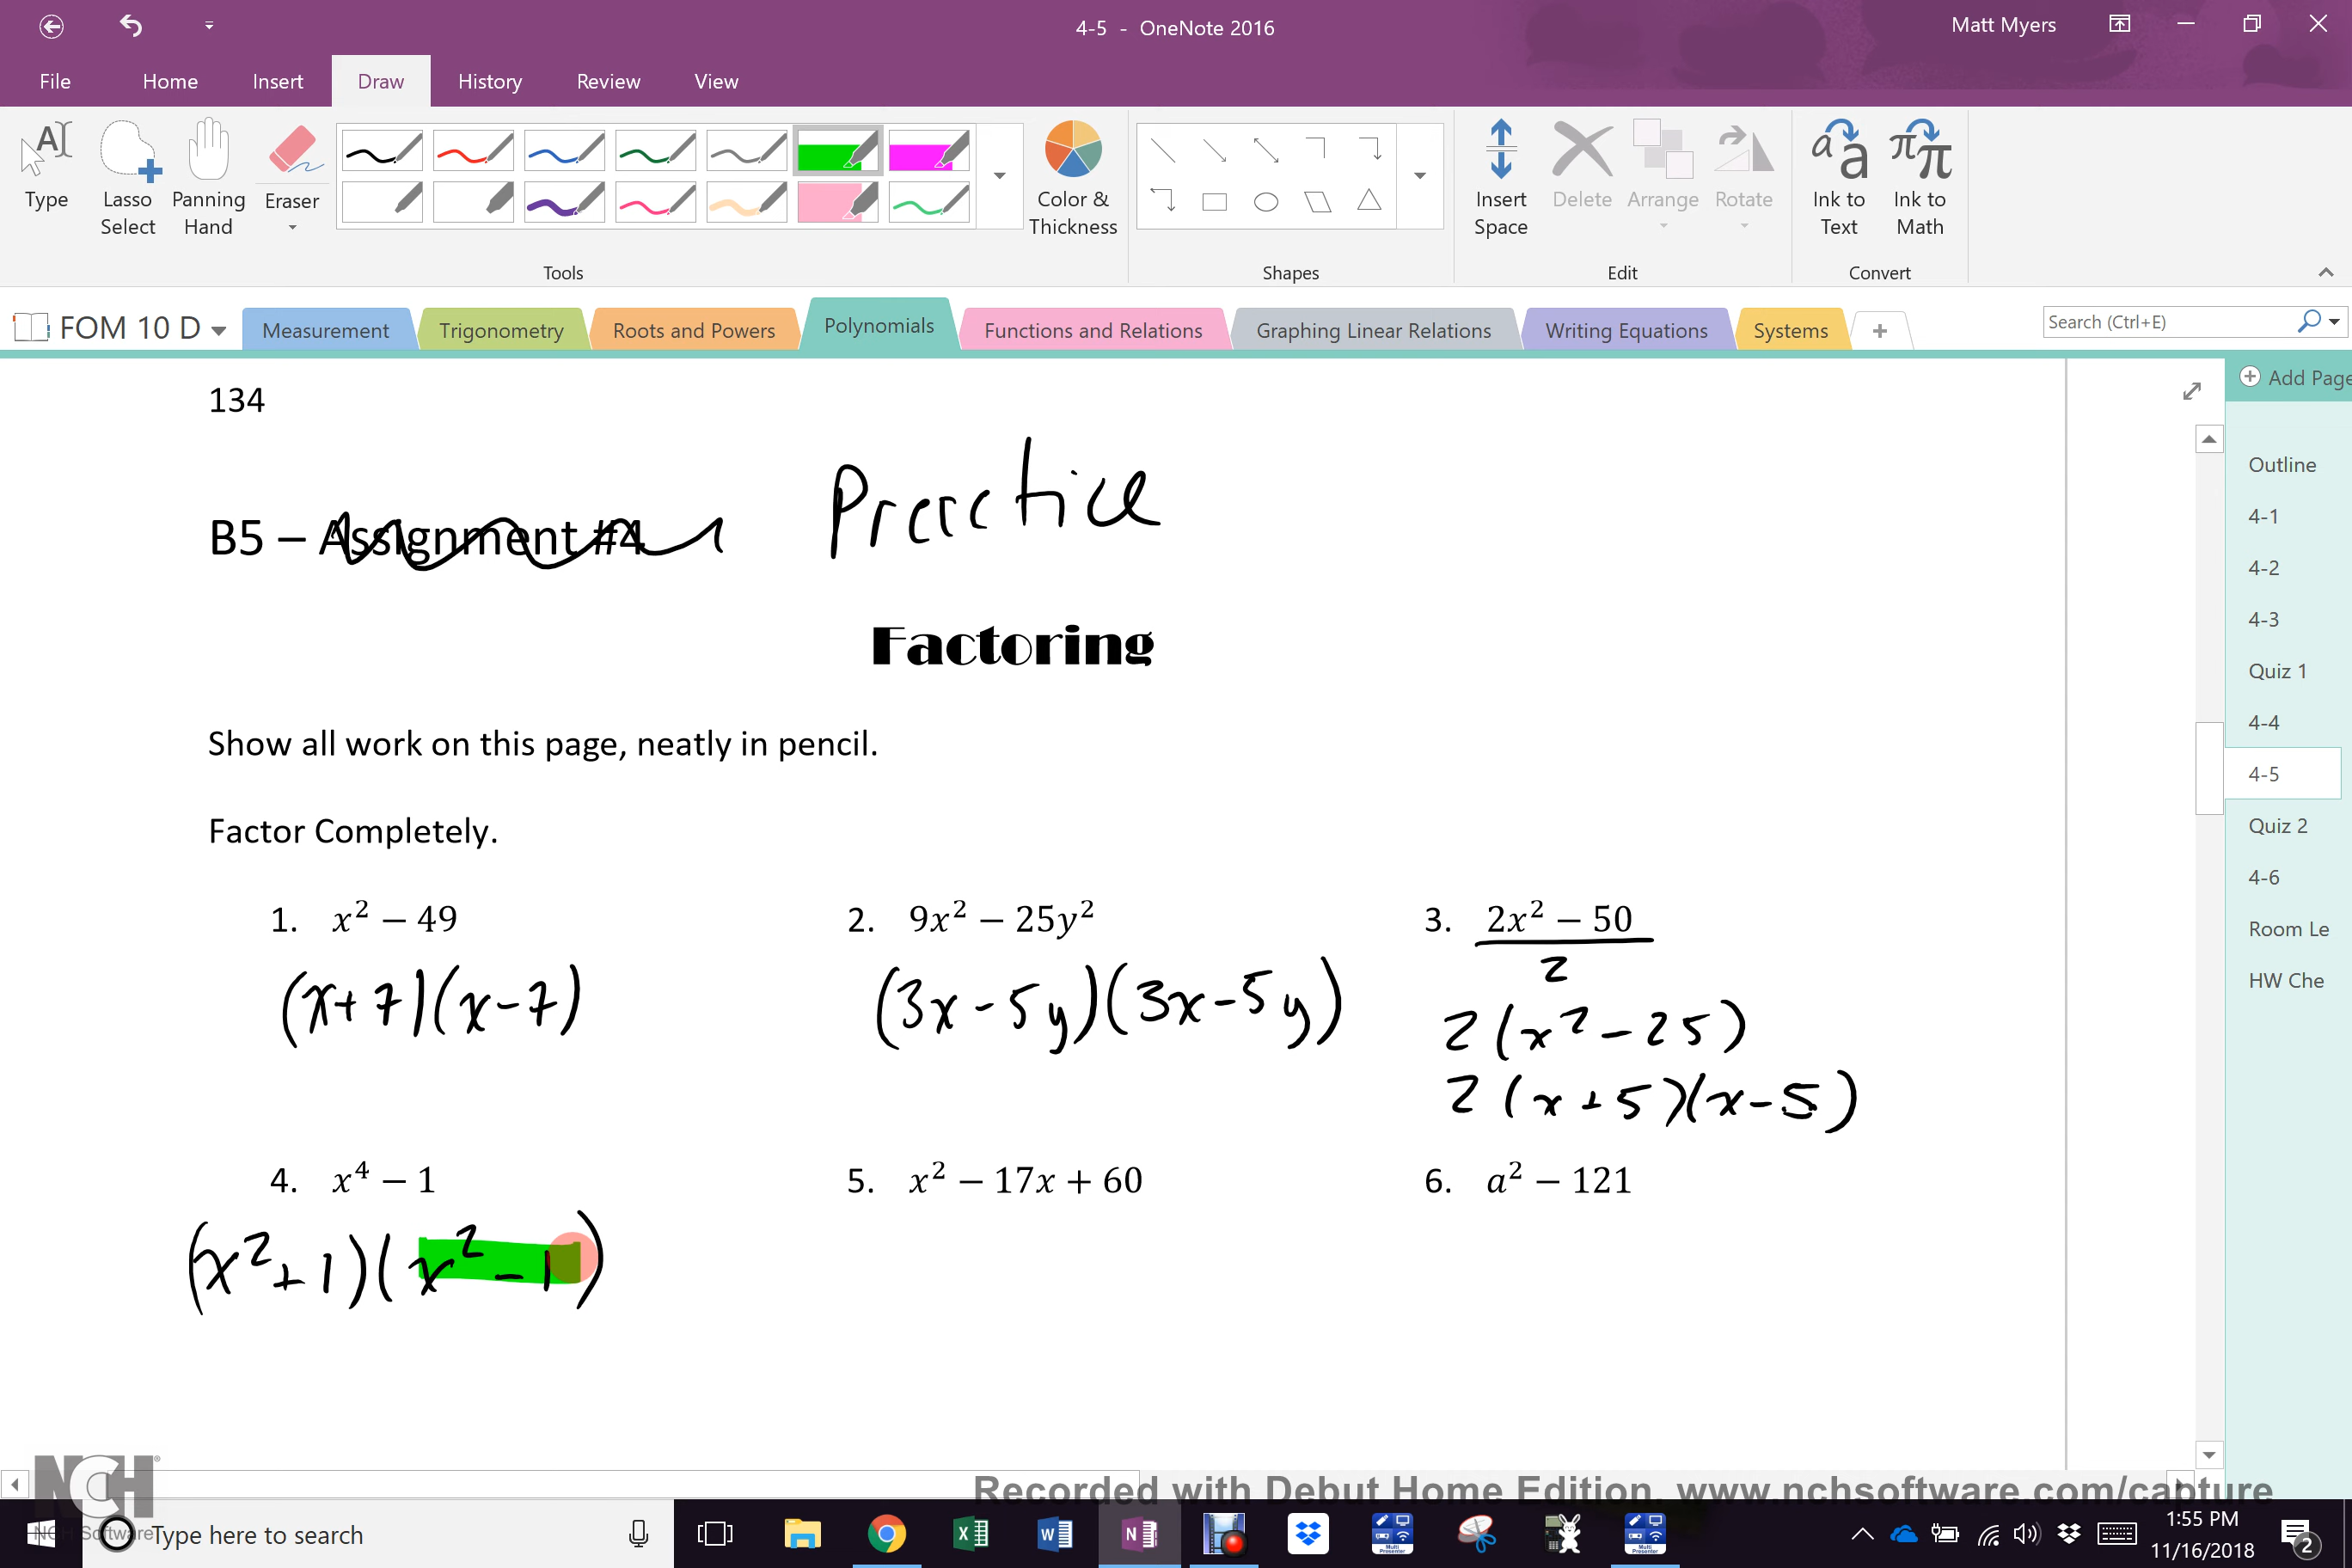 4-5 - OneNote 2016
Matt Myers
File Home Insert Draw History Review View
Type
Lasso Select
Panning Hand
Eraser
Color & Thickness
Insert Space
Delete
Arrange
Rotate
Ink to Text
Ink to Math
Tools
Shapes
Edit
Convert
FOM 10 D
Measurement
Trigonometry
Roots and Powers
Polynomials
Functions and Relations
Graphing Linear Relations
Writing Equations
Systems
Search (Ctrl+E)
Add Page
Outline
4-1
4-2
4-3
Quiz 1
4-4
4-5
Quiz 2
4-6
Room Le
HW Che
134
B5 – Assignment #4 Practice
Factoring
Show all work on this page, neatly in pencil.
Factor Completely.
1. x² − 49
(x+7)(x-7)
2. 9x² − 25y²
(3x-5y)(3x-5y)
3. 2x² − 50
2
2(x²-25)
2(x+5)(x-5)
4. x⁴ − 1
(x²+1)(x²-1)
5. x² − 17x + 60
6. a² − 121
NCH®
NCH Software
Recorded with Debut Home Edition. www.nchsoftware.com/capture
Type here to search
1:55 PM
11/16/2018
2